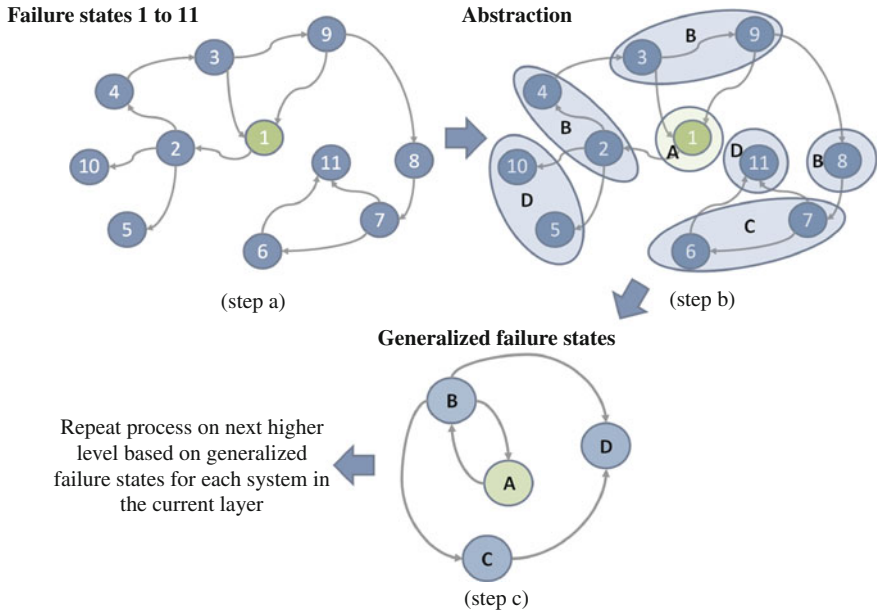 Failure states 1 to 11
Abstraction
3
9
4
1
2
10
11
8
5
7
6
(step a)
B
3
9
4
B
1
A
2
10
D
11
B
8
D
5
C
7
6
(step b)
Generalized failure states
B
D
A
C
(step c)
Repeat process on next higher
level based on generalized
failure states for each system in
the current layer